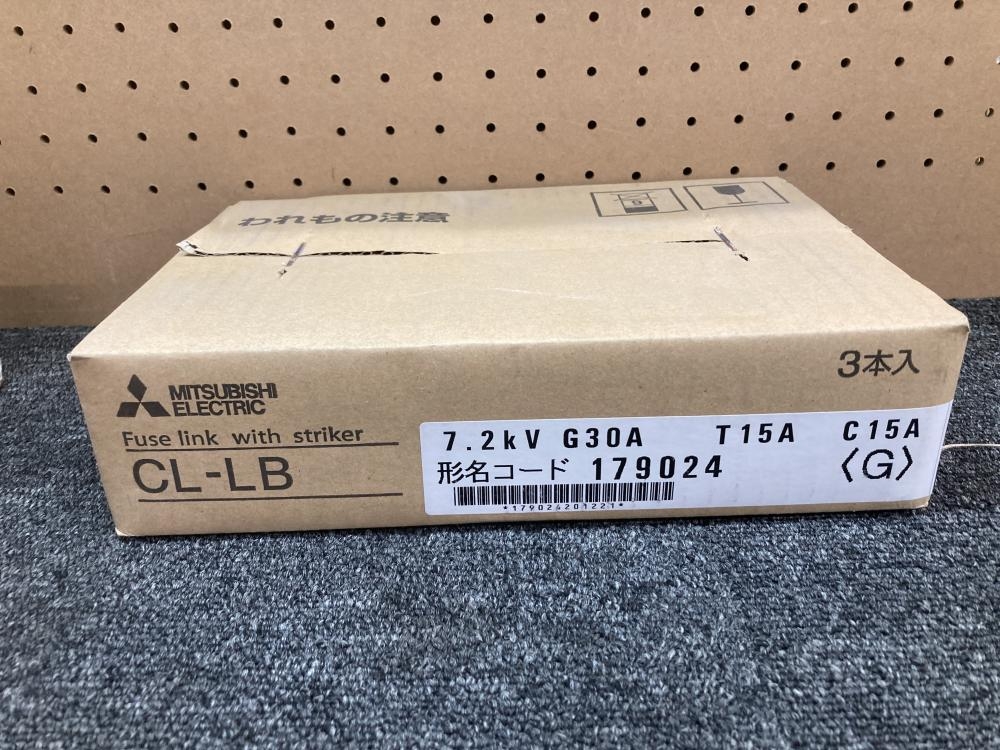 われもの注意
3本入
MITSUBISHI
ELECTRIC
Fuse link with striker
CL-LB
7.2kV G30A T15A C15A
形名コード 179024 〈G〉
*179024201221*